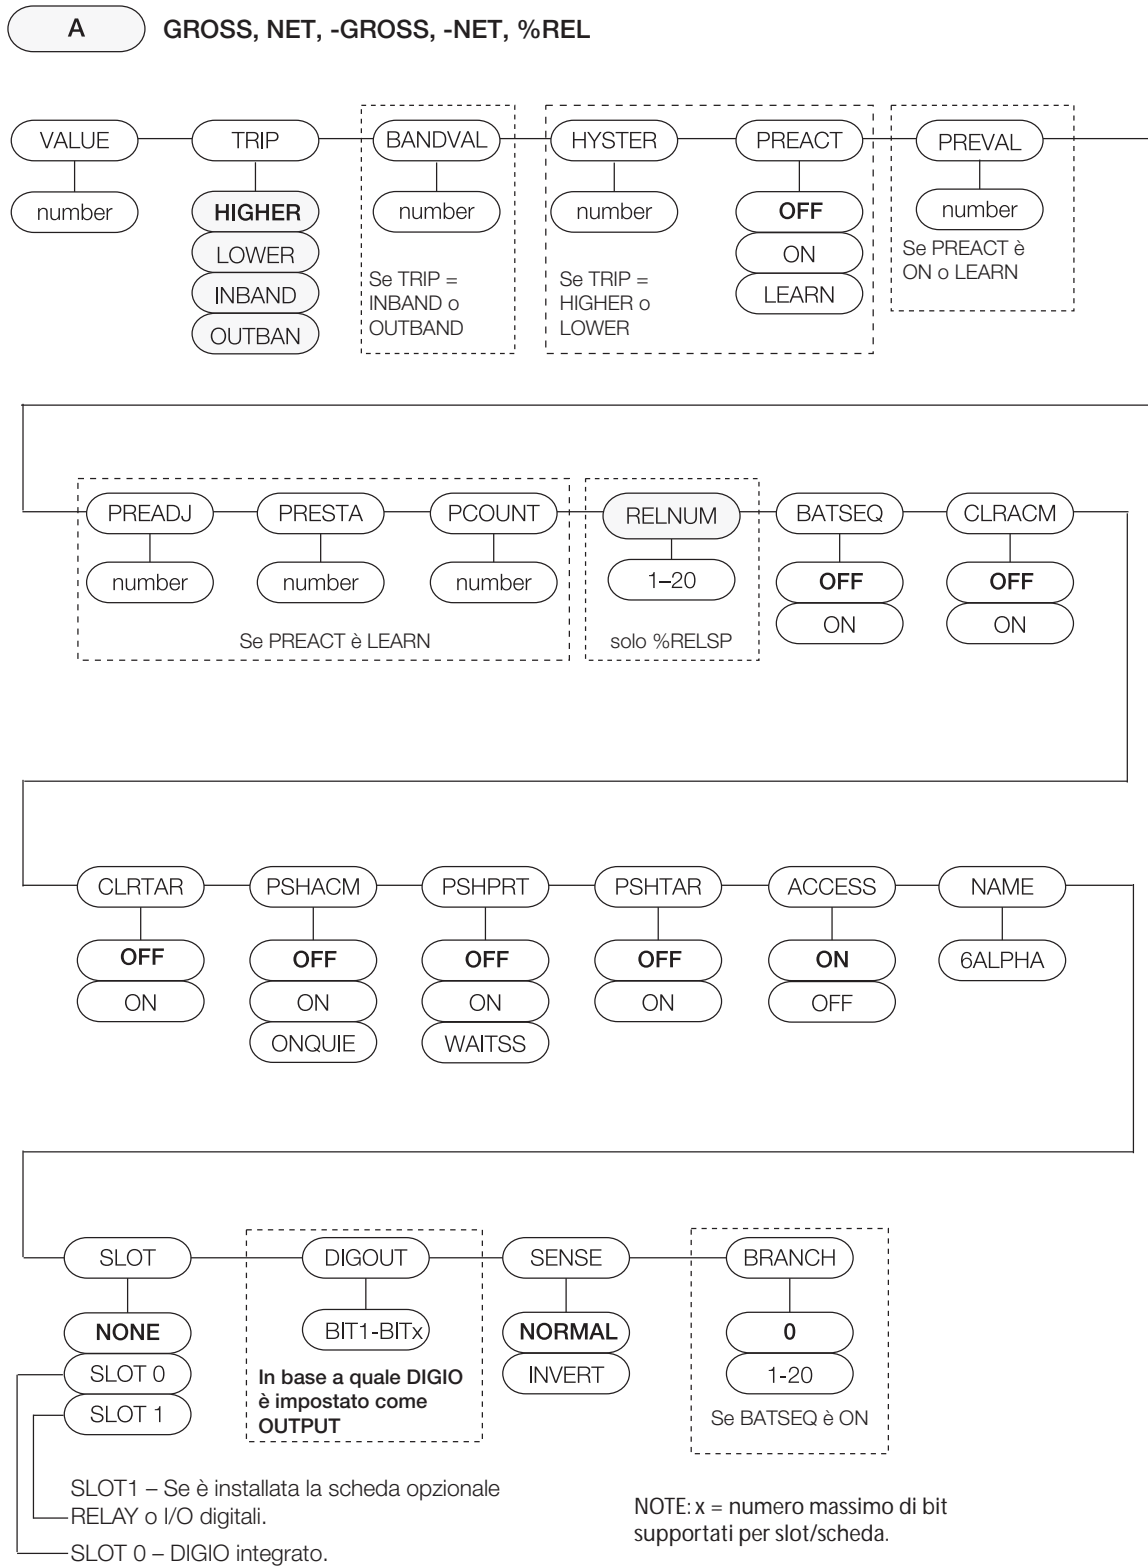 A GROSS, NET, -GROSS, -NET, %REL
VALUE TRIP BANDVAL HYSTER PREACT PREVAL
number HIGHER number number OFF number
LOWER ON
INBAND LEARN
OUTBAN
Se TRIP =
INBAND o
OUTBAND
Se TRIP =
HIGHER o
LOWER
Se PREACT è
ON o LEARN
PREADJ PRESTA PCOUNT RELNUM BATSEQ CLRACM
number number number 1–20 OFF OFF
ON ON
Se PREACT è LEARN solo %RELSP
CLRTAR PSHACM PSHPRT PSHTAR ACCESS NAME
OFF OFF OFF OFF ON 6ALPHA
ON ON ON ON OFF
ONQUIE WAITSS
SLOT DIGOUT SENSE BRANCH
NONE BIT1-BITx NORMAL 0
SLOT 0 INVERT 1-20
SLOT 1
In base a quale DIGIO
è impostato come
OUTPUT
Se BATSEQ è ON
SLOT1 – Se è installata la scheda opzionale
RELAY o I/O digitali.
SLOT 0 – DIGIO integrato.
NOTE: x = numero massimo di bit
supportati per slot/scheda.